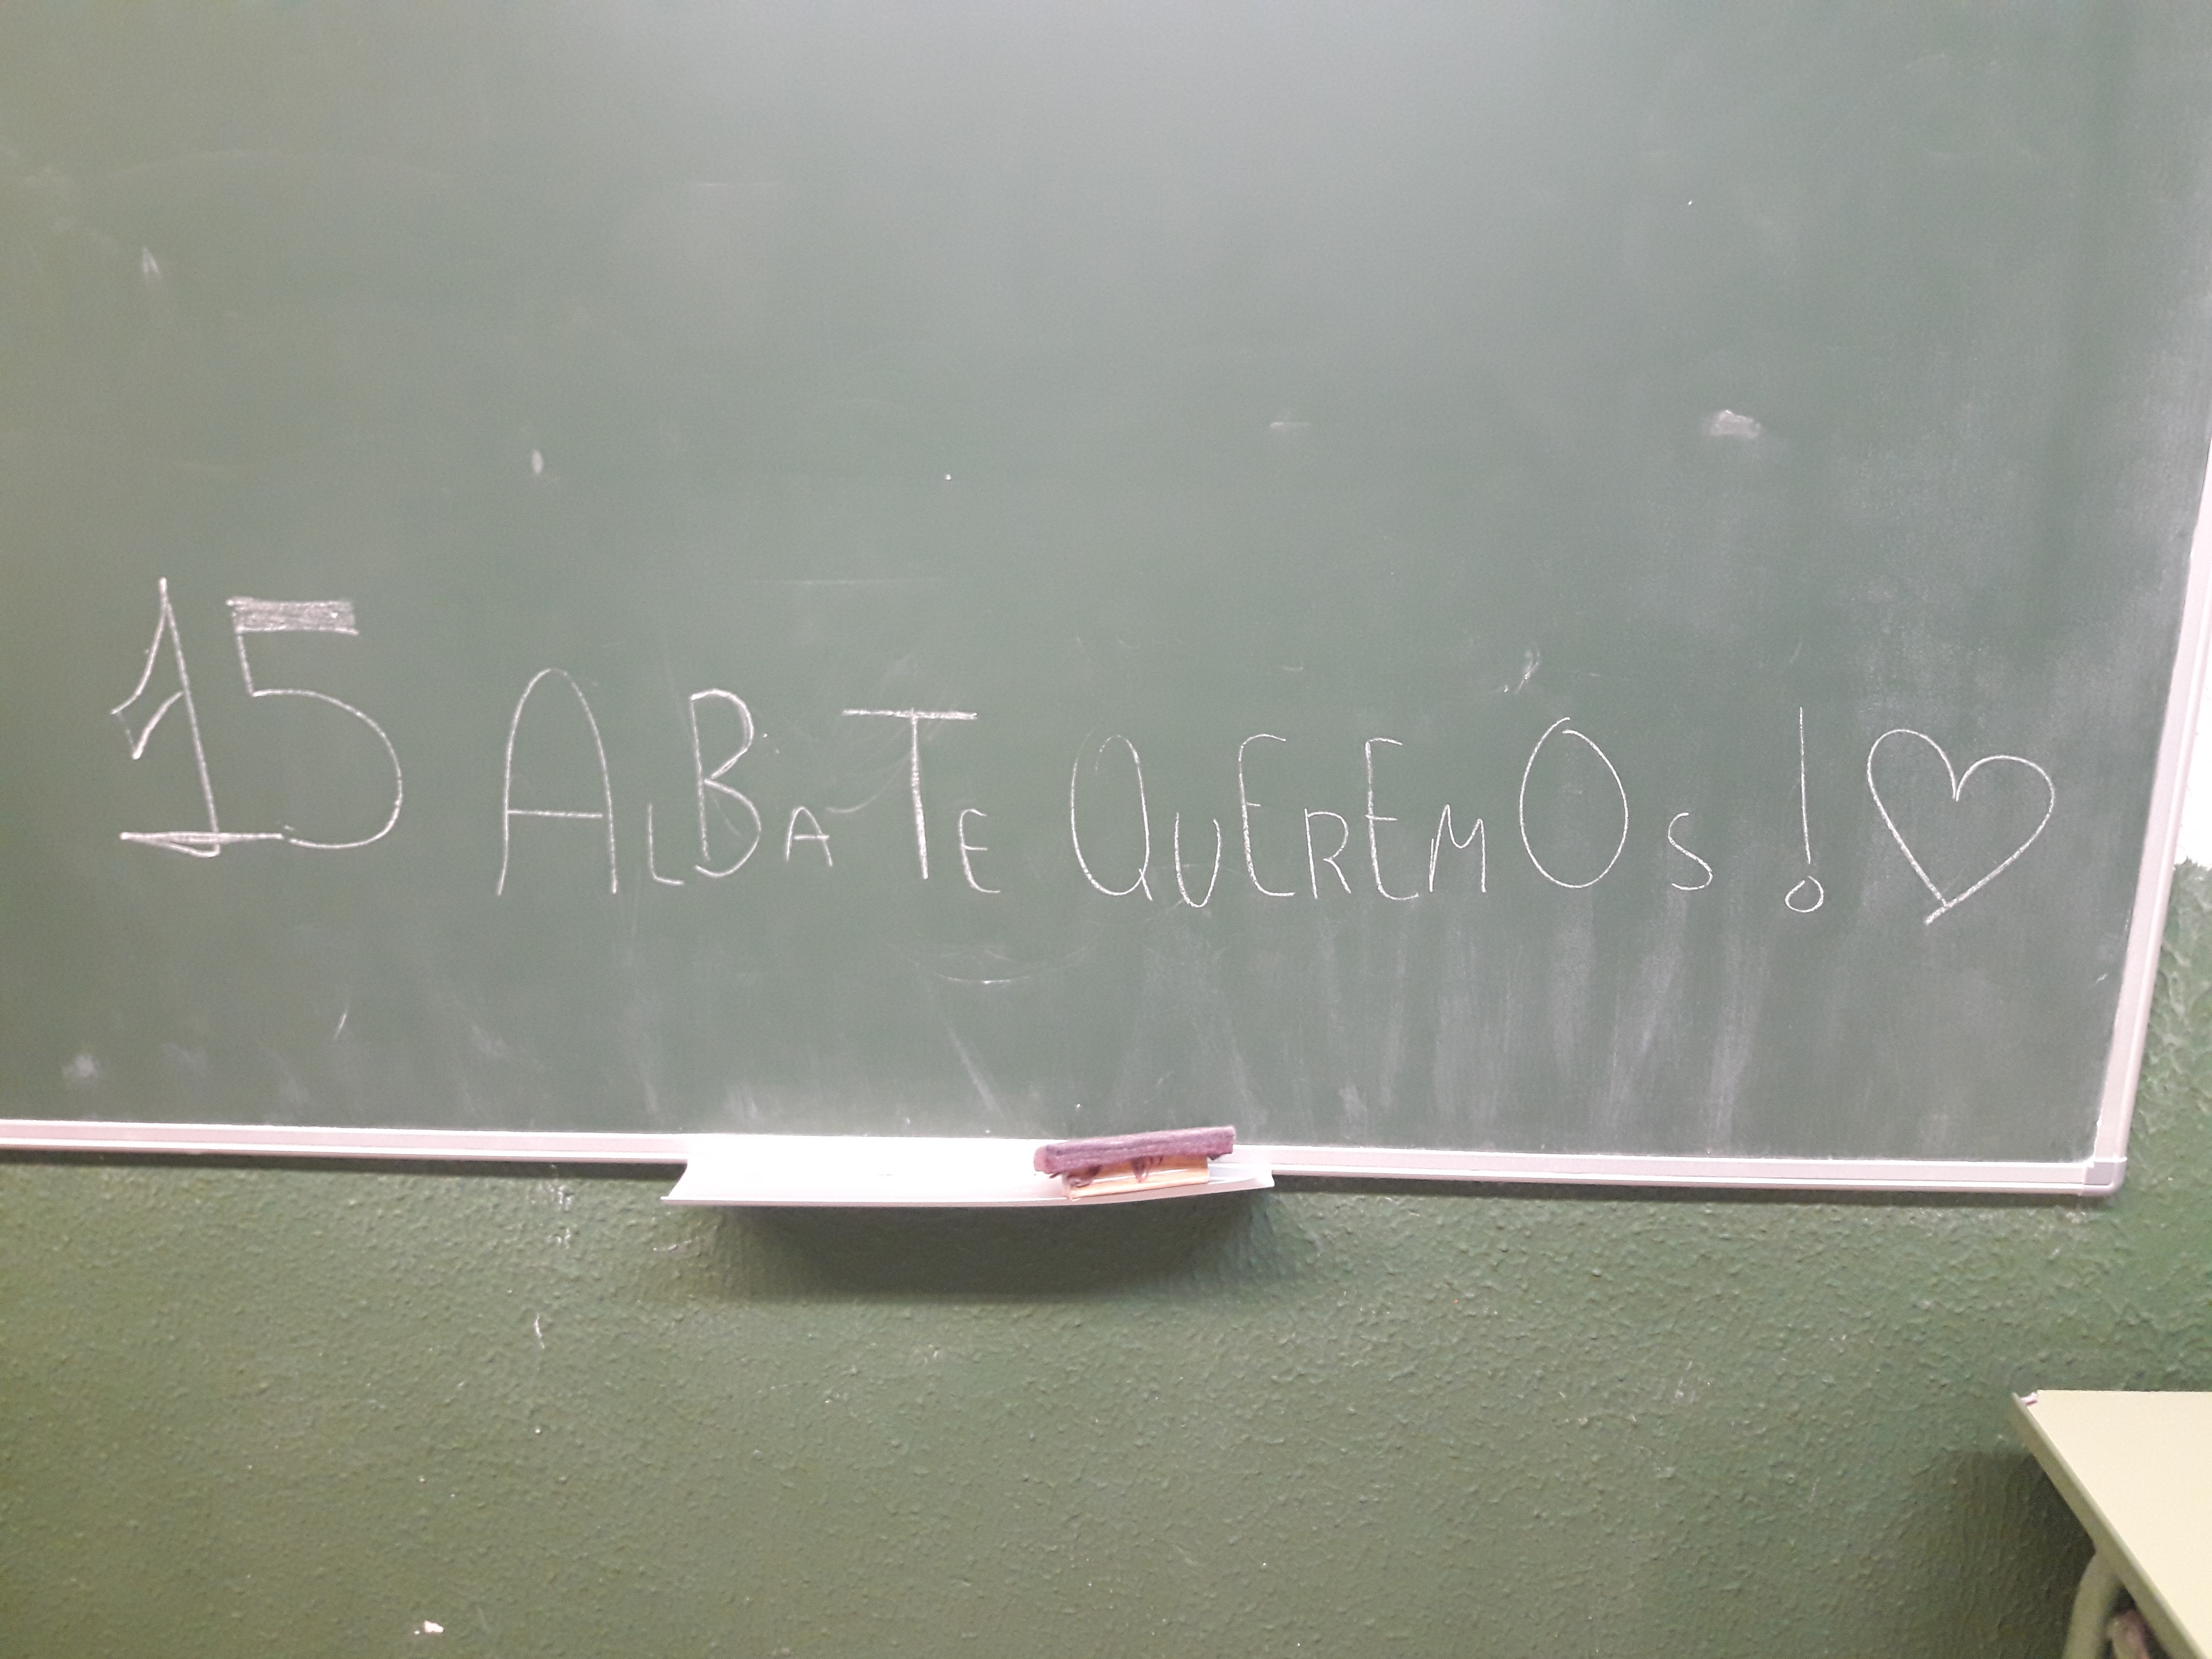 15 ALBA TE QUEREMOS! ♡